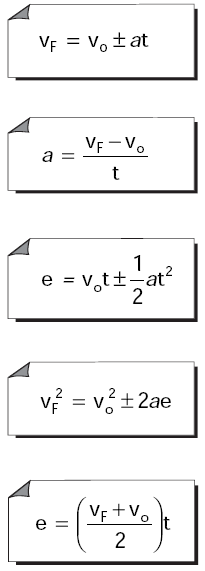 v_F = v_o ± at
a = (v_F − v_o) / t
e = v_o t ± 1/2 at²
v_F² = v_o² ± 2ae
e = ((v_F + v_o) / 2) t